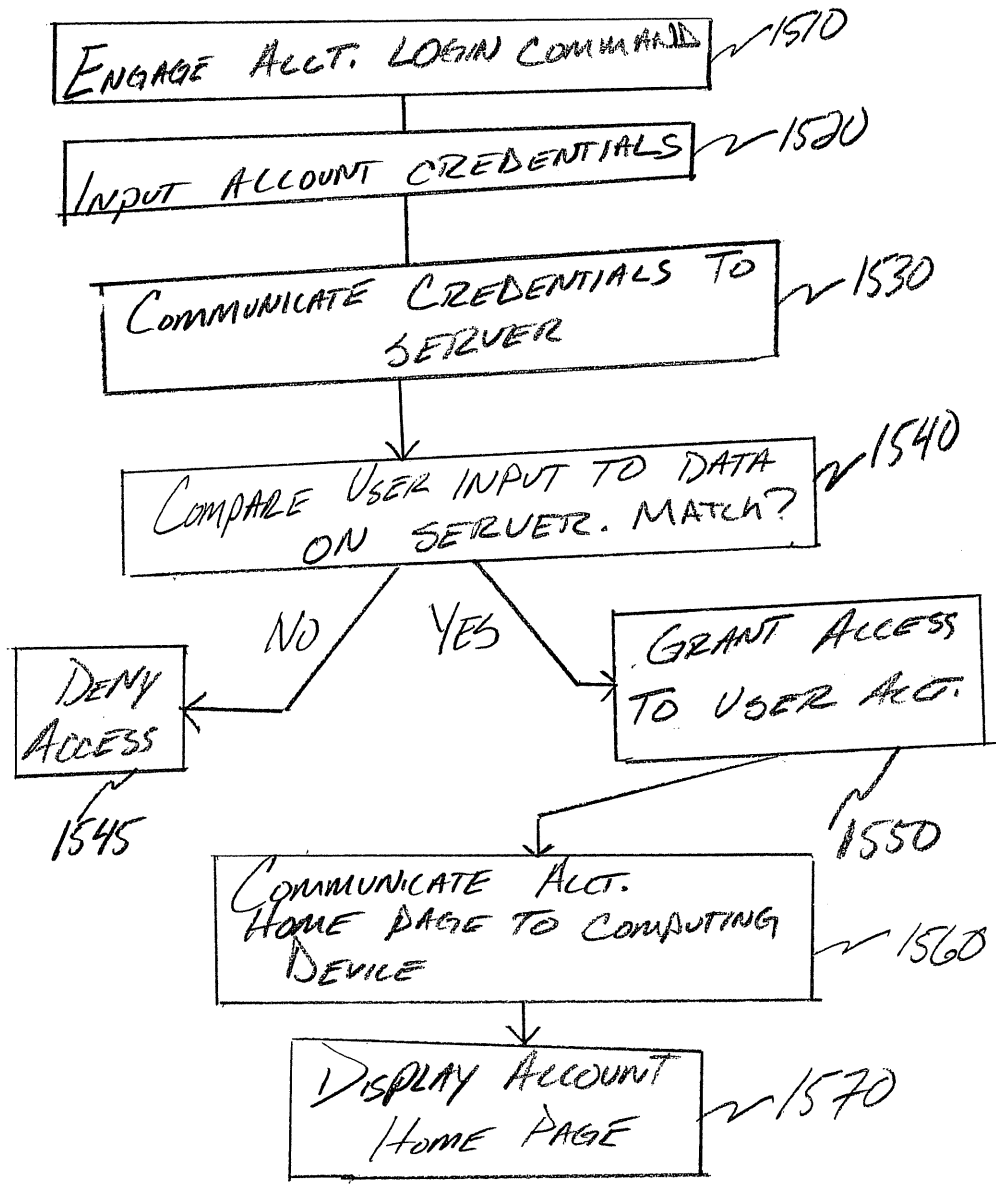 ENGAGE ACCT. LOGIN COMMAND
1510
INPUT ACCOUNT CREDENTIALS
1520
COMMUNICATE CREDENTIALS TO
SERVER
1530
COMPARE USER INPUT TO DATA
ON SERVER. MATCH?
1540
NO
YES
DENY
ACCESS
1545
GRANT ACCESS
TO USER ACCT.
1550
COMMUNICATE ACCT.
HOME PAGE TO COMPUTING
DEVICE
1560
DISPLAY ACCOUNT
HOME PAGE
1570